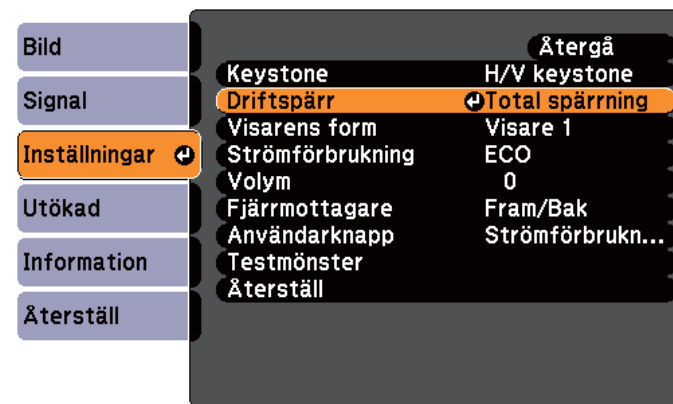 Bild
Signal
Inställningar
Utökad
Information
Återställ
Återgå
Keystone H/V keystone
Driftspärr Total spärrning
Visarens form Visare 1
Strömförbrukning ECO
Volym 0
Fjärrmottagare Fram/Bak
Användarknapp Strömförbrukn...
Testmönster
Återställ